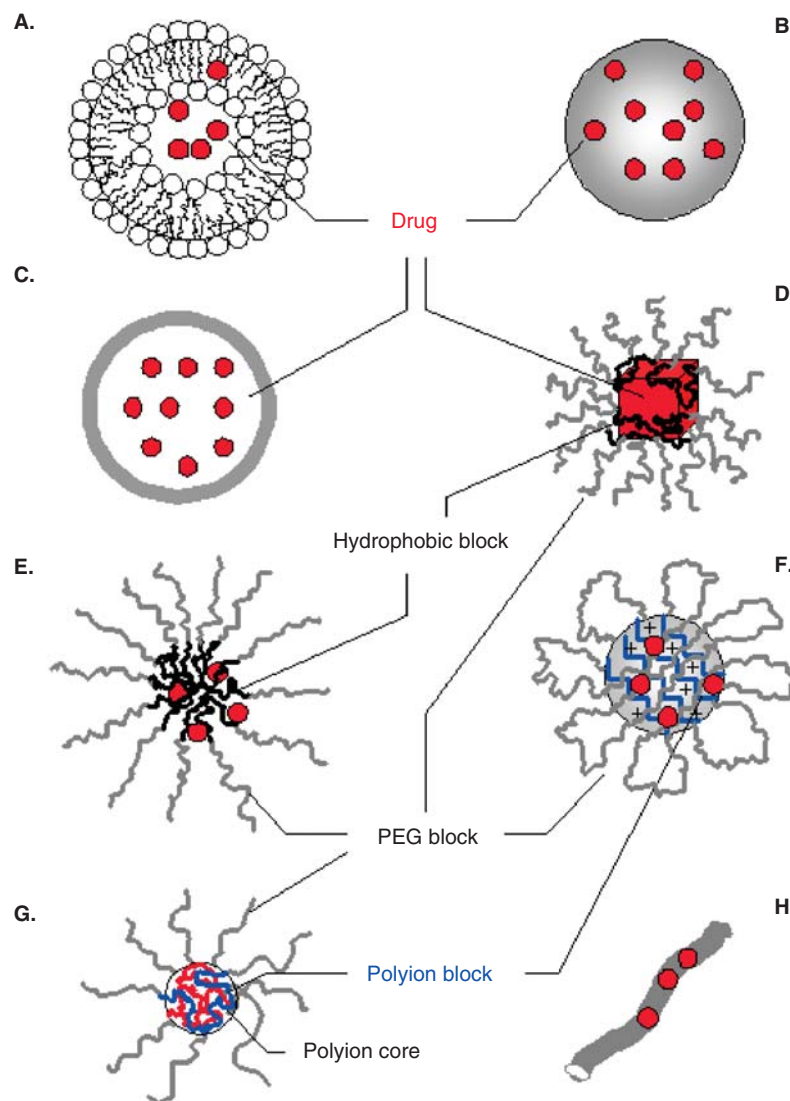 A.
B.
Drug
C.
D.
Hydrophobic block
E.
F.
+
+
+
+
+
+
+
PEG block
G.
H.
Polyion block
Polyion core